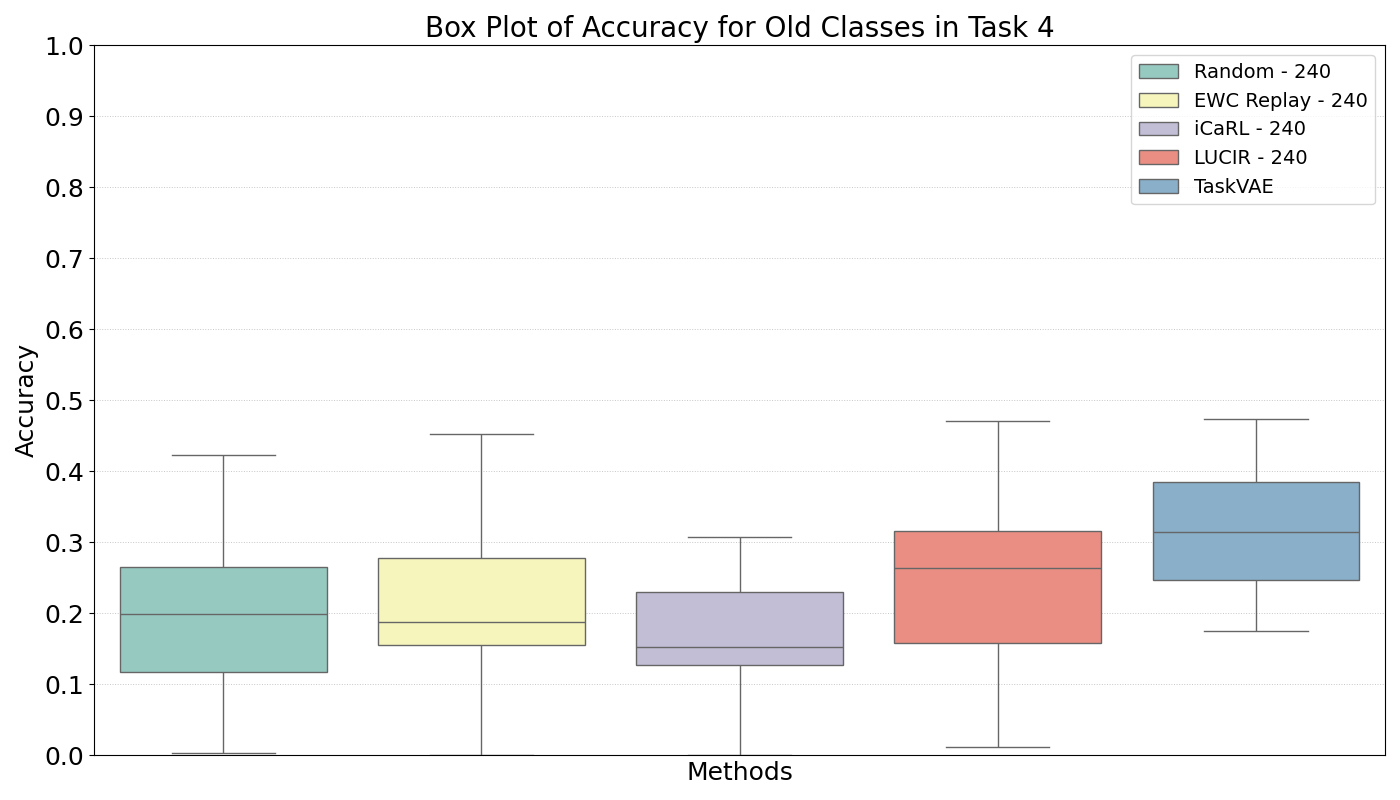 Box Plot of Accuracy for Old Classes in Task 4
1.0
0.9
0.8
0.7
0.6
0.5
0.4
0.3
0.2
0.1
0.0
Accuracy
Methods
Random - 240
EWC Replay - 240
iCaRL - 240
LUCIR - 240
TaskVAE